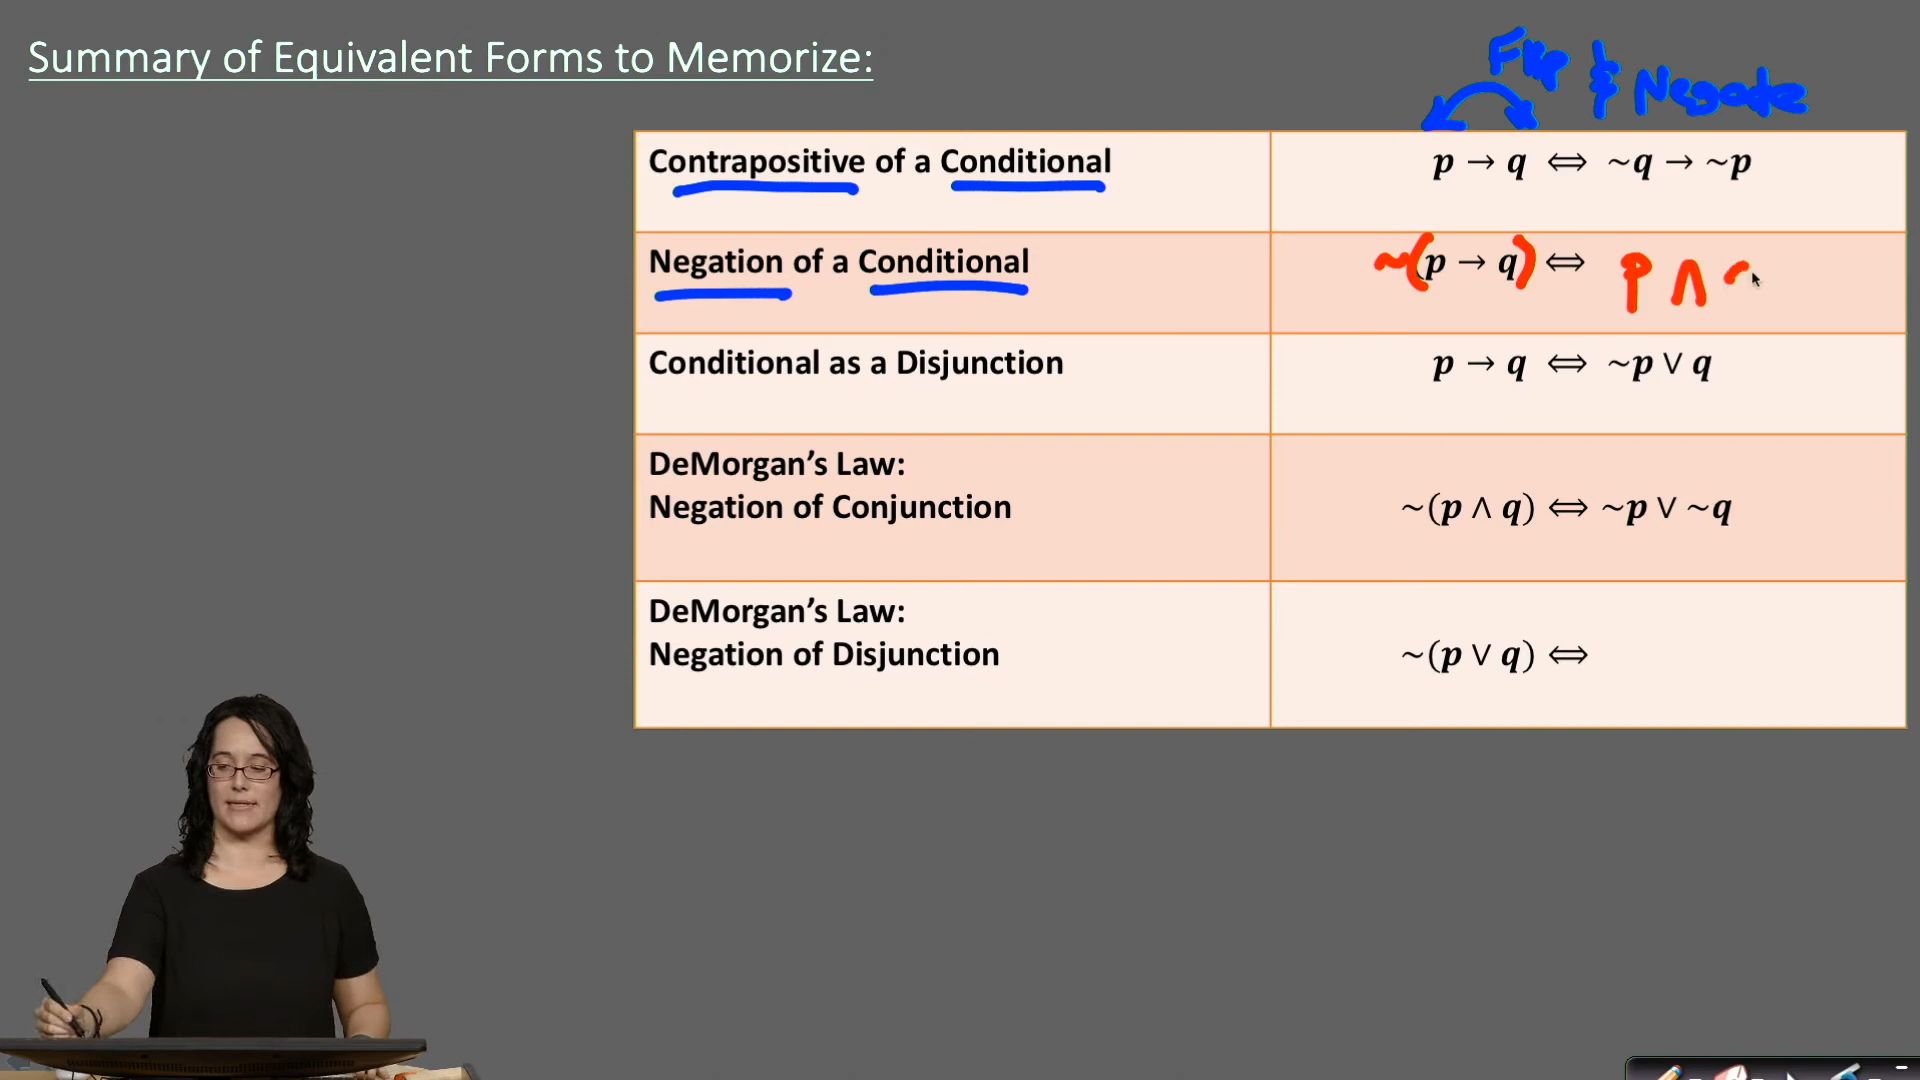 Summary of Equivalent Forms to Memorize:
Flip & Negate
Contrapositive of a Conditional
p → q ⟺ ~q → ~p
Negation of a Conditional
~(p → q) ⟺ p ∧ ~
Conditional as a Disjunction
p → q ⟺ ~p ∨ q
DeMorgan’s Law:
Negation of Conjunction
~(p ∧ q) ⟺ ~p ∨ ~q
DeMorgan’s Law:
Negation of Disjunction
~(p ∨ q) ⟺